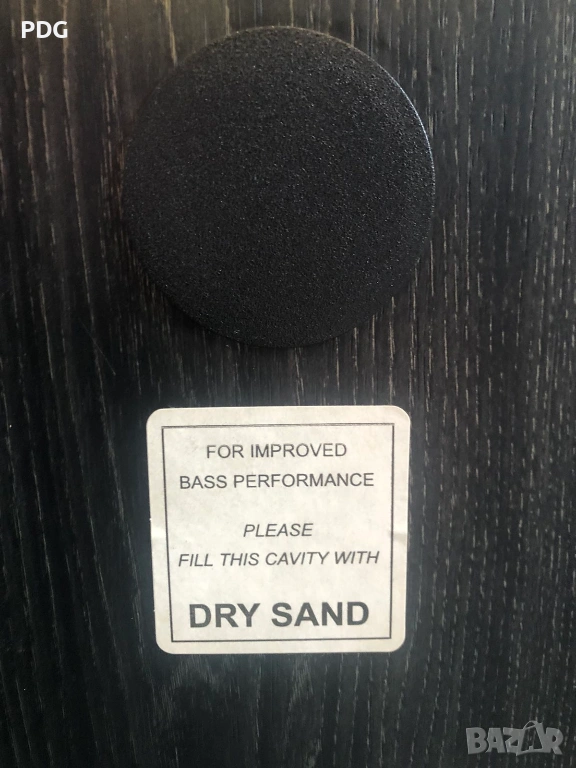 PDG
FOR IMPROVED
BASS PERFORMANCE
PLEASE
FILL THIS CAVITY WITH
DRY SAND
BAZAR